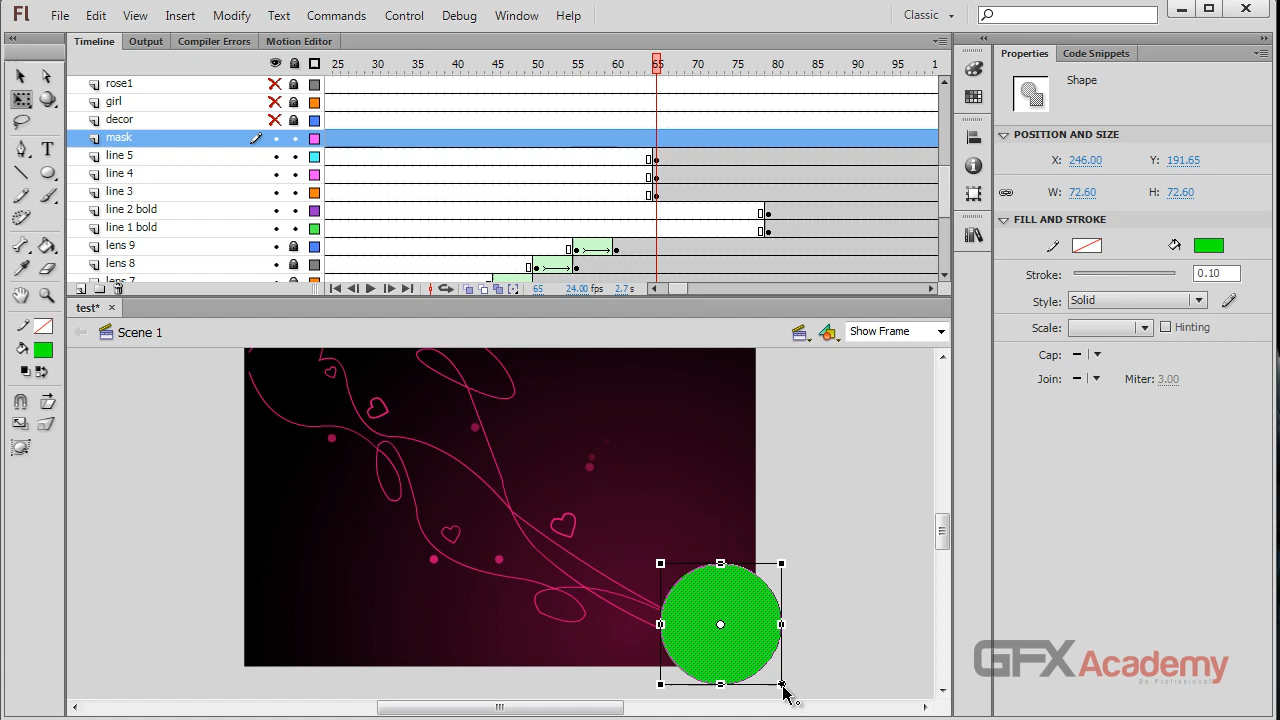 Fl File Edit View Insert Modify Text Commands Control Debug Window Help Classic
Timeline Output Compiler Errors Motion Editor Properties Code Snippets
25 30 35 40 45 50 55 60 65 70 75 80 85 90 95 1
rose1
girl
decor
mask
line 5
line 4
line 3
line 2 bold
line 1 bold
lens 9
lens 8
lens 7
65 24.00 fps 2.7 s
test*
Scene 1 Show Frame
Shape
POSITION AND SIZE
X: 246.00 Y: 191.65
W: 72.60 H: 72.60
FILL AND STROKE
Stroke: 0.10
Style: Solid
Scale: Hinting
Cap:
Join: Miter: 3.00
GFX Academy
Be Professional